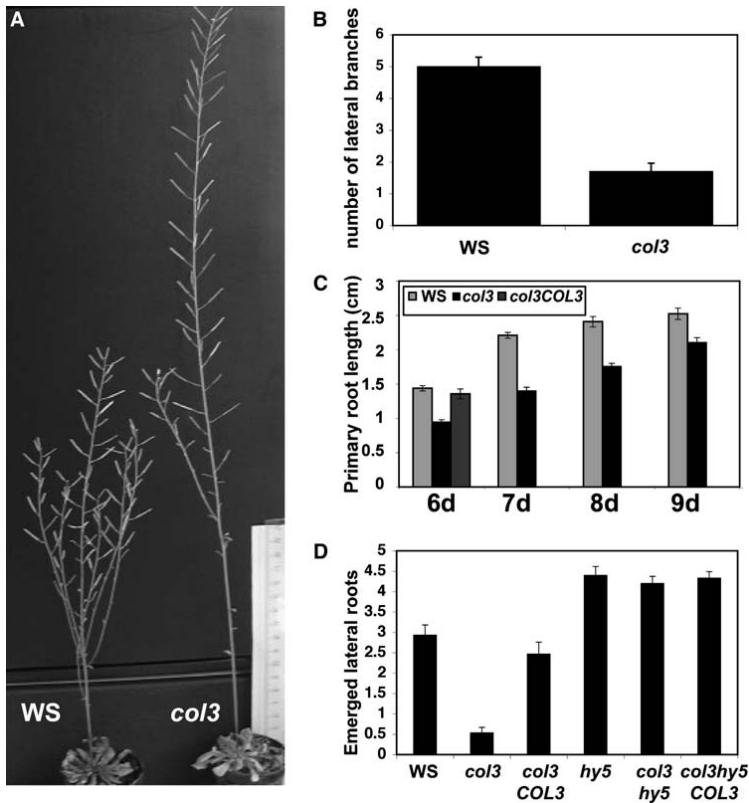 A
WS
col3
B
number of lateral branches
6
5
4
3
2
1
0
WS
col3
C
Primary root length (cm)
WS col3 col3COL3
3
2.5
2
1.5
1
0.5
0
6d 7d 8d 9d
D
Emerged lateral roots
5
4.5
4
3.5
3
2.5
2
1.5
1
0.5
0
WS col3 col3 hy5 col3 col3hy5
COL3 hy5 COL3